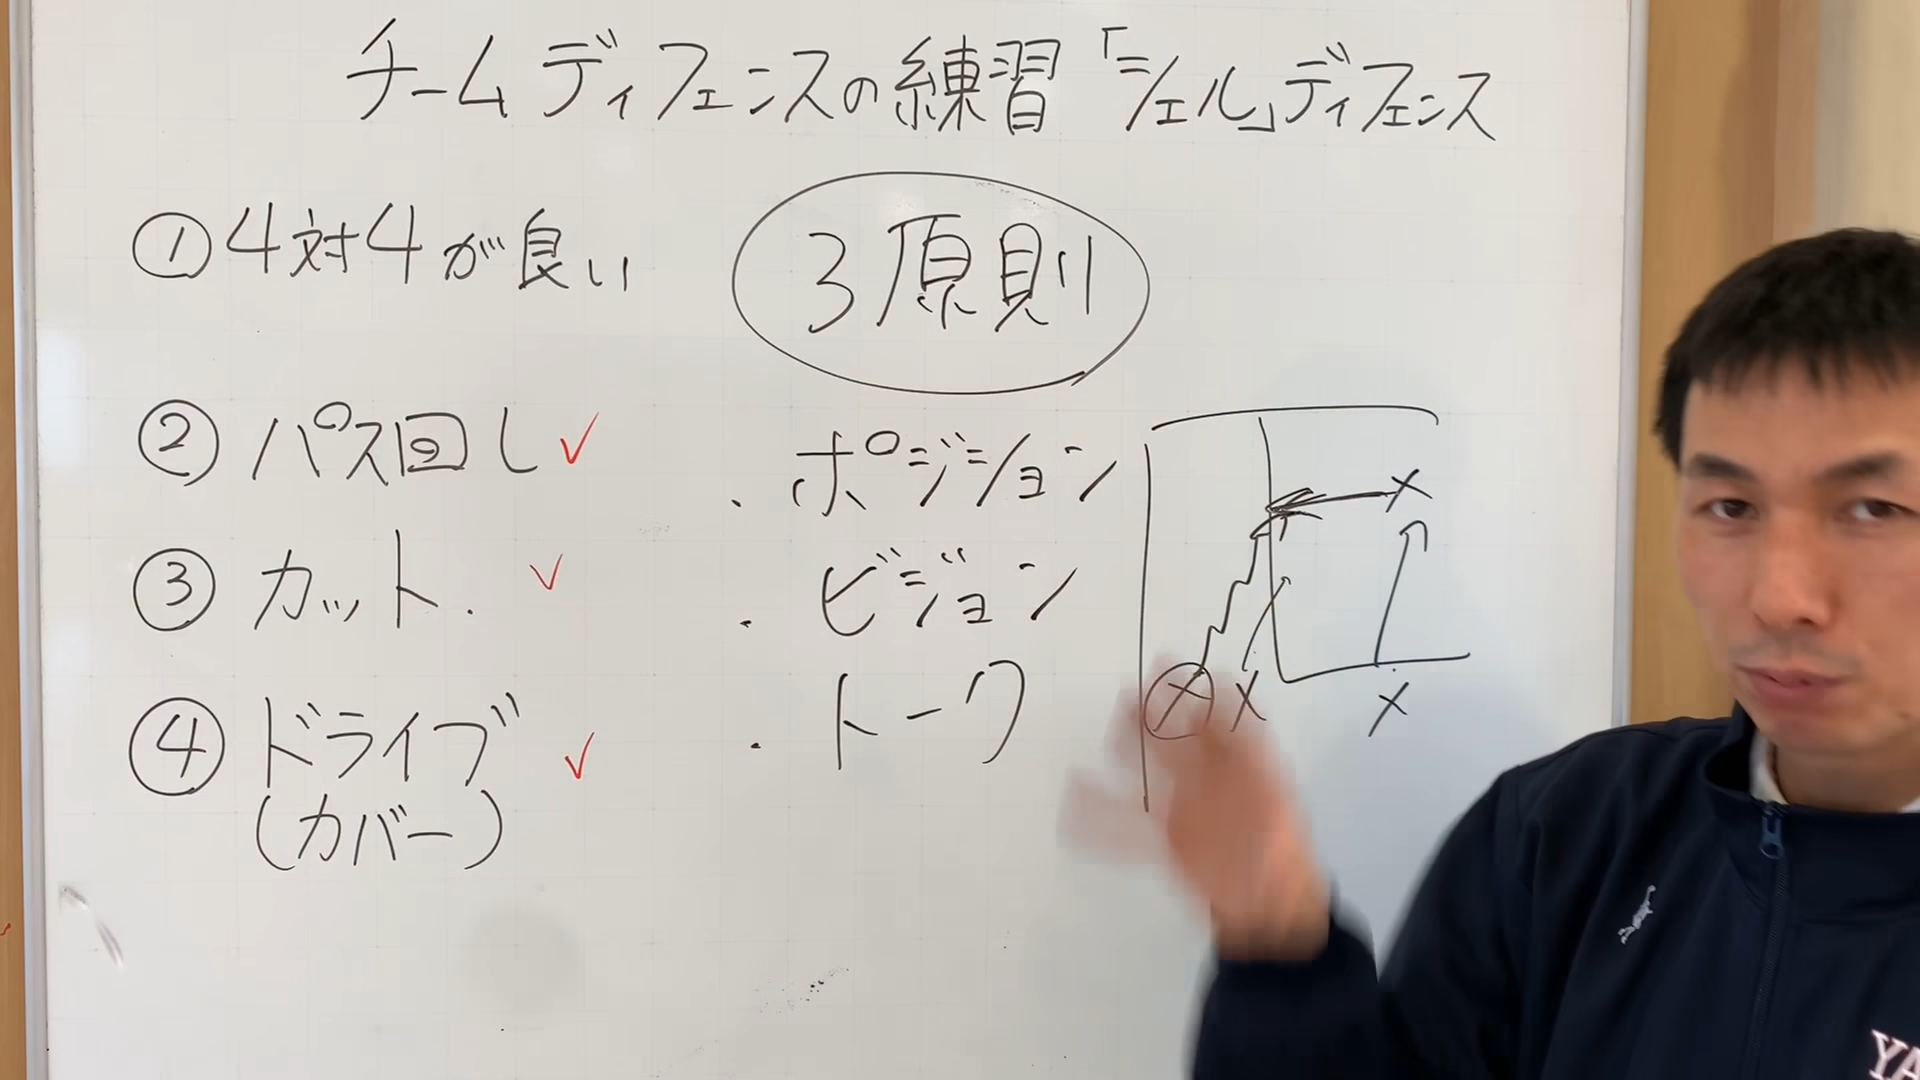 チームディフェンスの練習「シェル」ディフェンス
①4対4が良い
3原則
②パス回し✓
・ポジション
③カット.✓
・ビジョン
④ドライブ✓
(カバー)
・トーク
X
X X X
YA